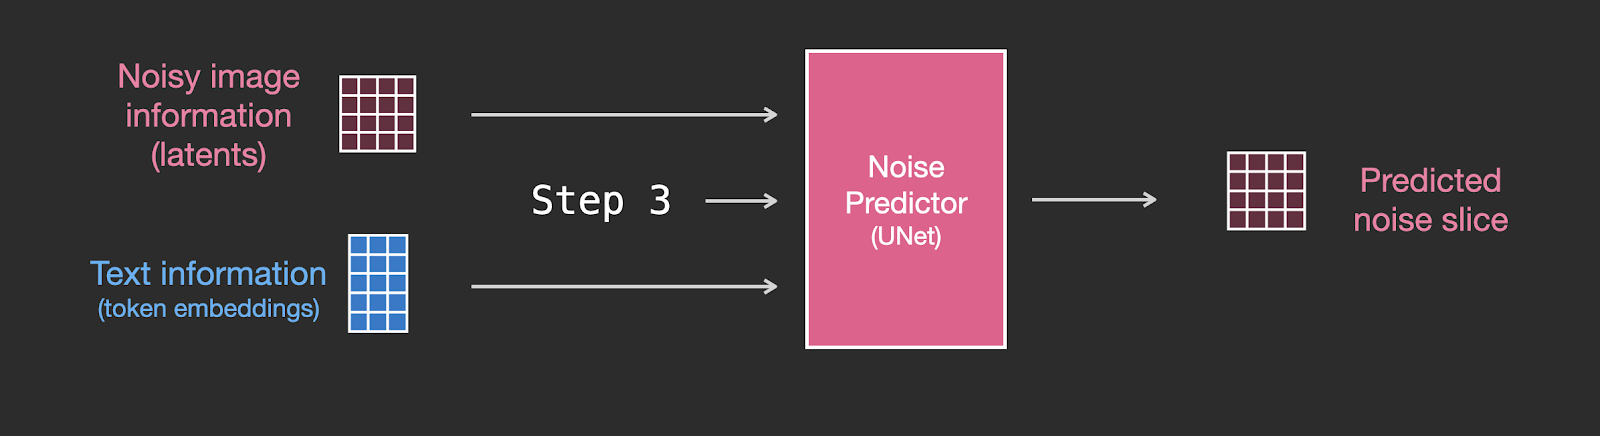 Noisy image
information
(latents)
Step 3
Text information
(token embeddings)
Noise
Predictor
(UNet)
Predicted
noise slice